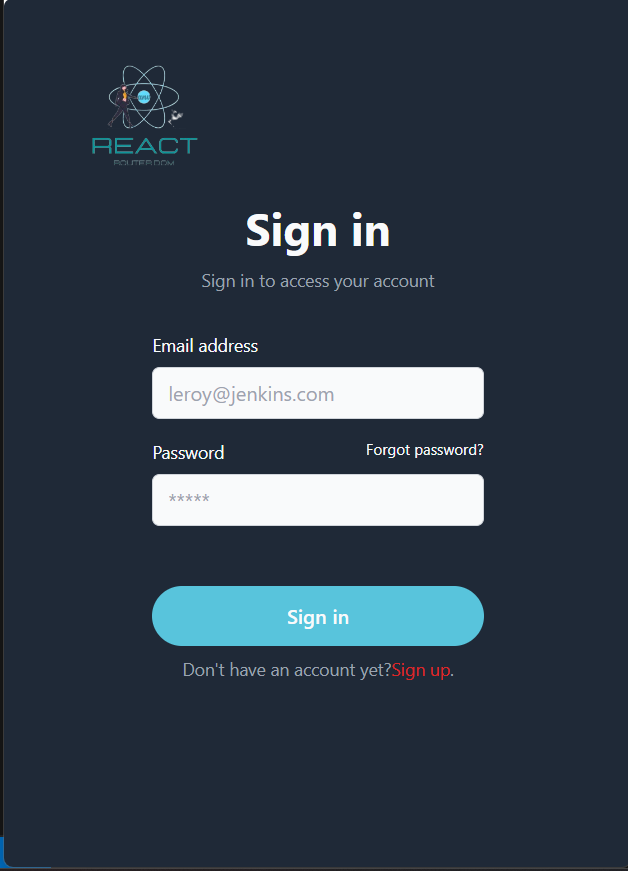 REACT
ROUTER DOM
Sign in
Sign in to access your account
Email address
leroy@jenkins.com
Password
Forgot password?
*****
Sign in
Don't have an account yet?Sign up.